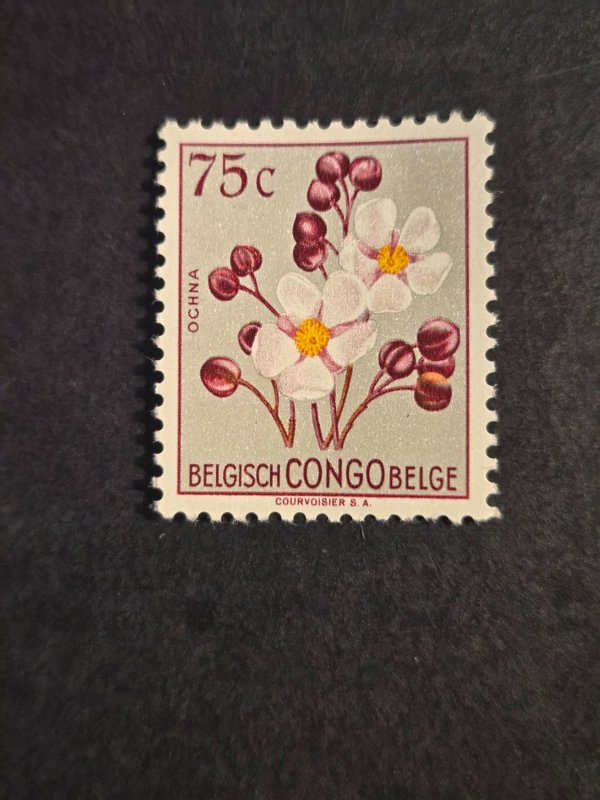 75c
OCHNA
BELGISCH CONGO BELGE
COURVOISIER S.A.